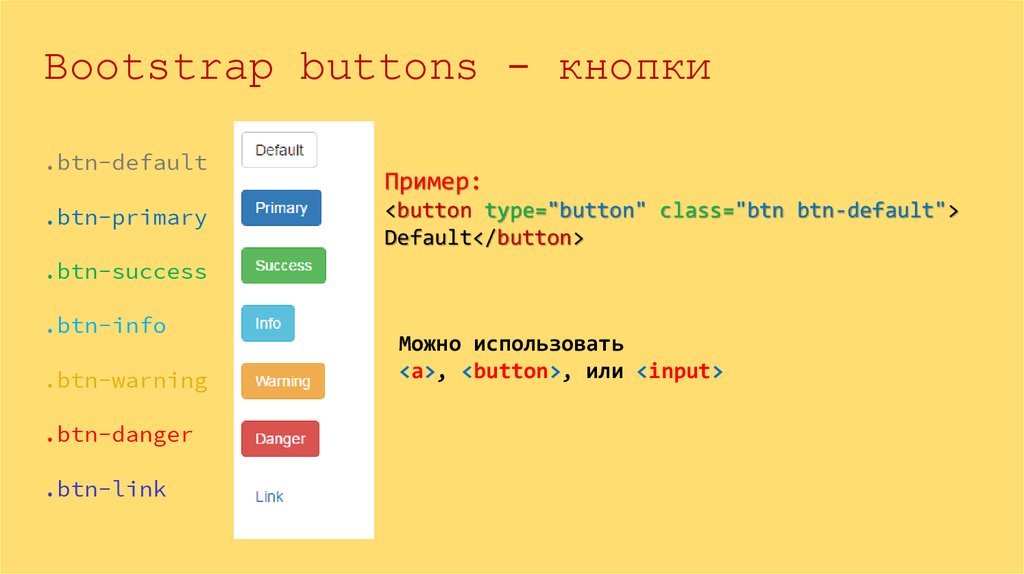 Bootstrap buttons - кнопки
.btn-default
.btn-primary
.btn-success
.btn-info
.btn-warning
.btn-danger
.btn-link
Default
Primary
Success
Info
Warning
Danger
Link
Пример:
<button type="button" class="btn btn-default">
Default</button>
Можно использовать
<a>, <button>, или <input>